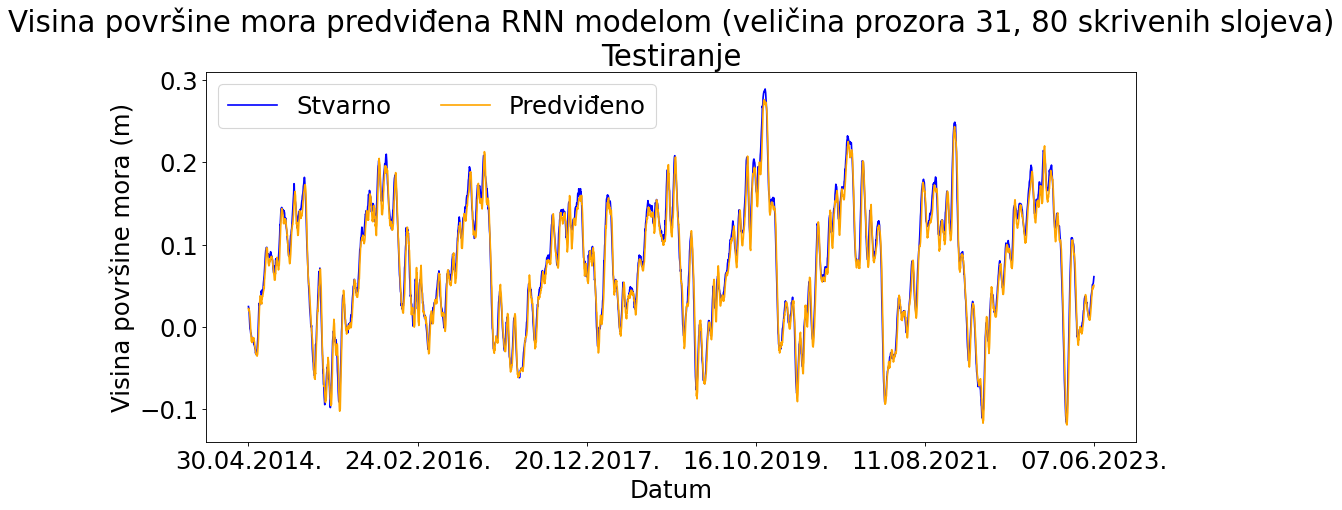 Visina površine mora predviđena RNN modelom (veličina prozora 31, 80 skrivenih slojeva)
Testiranje
Stvarno Predviđeno
Visina površine mora (m)
0.3
0.2
0.1
0.0
−0.1
30.04.2014. 24.02.2016. 20.12.2017. 16.10.2019. 11.08.2021. 07.06.2023.
Datum